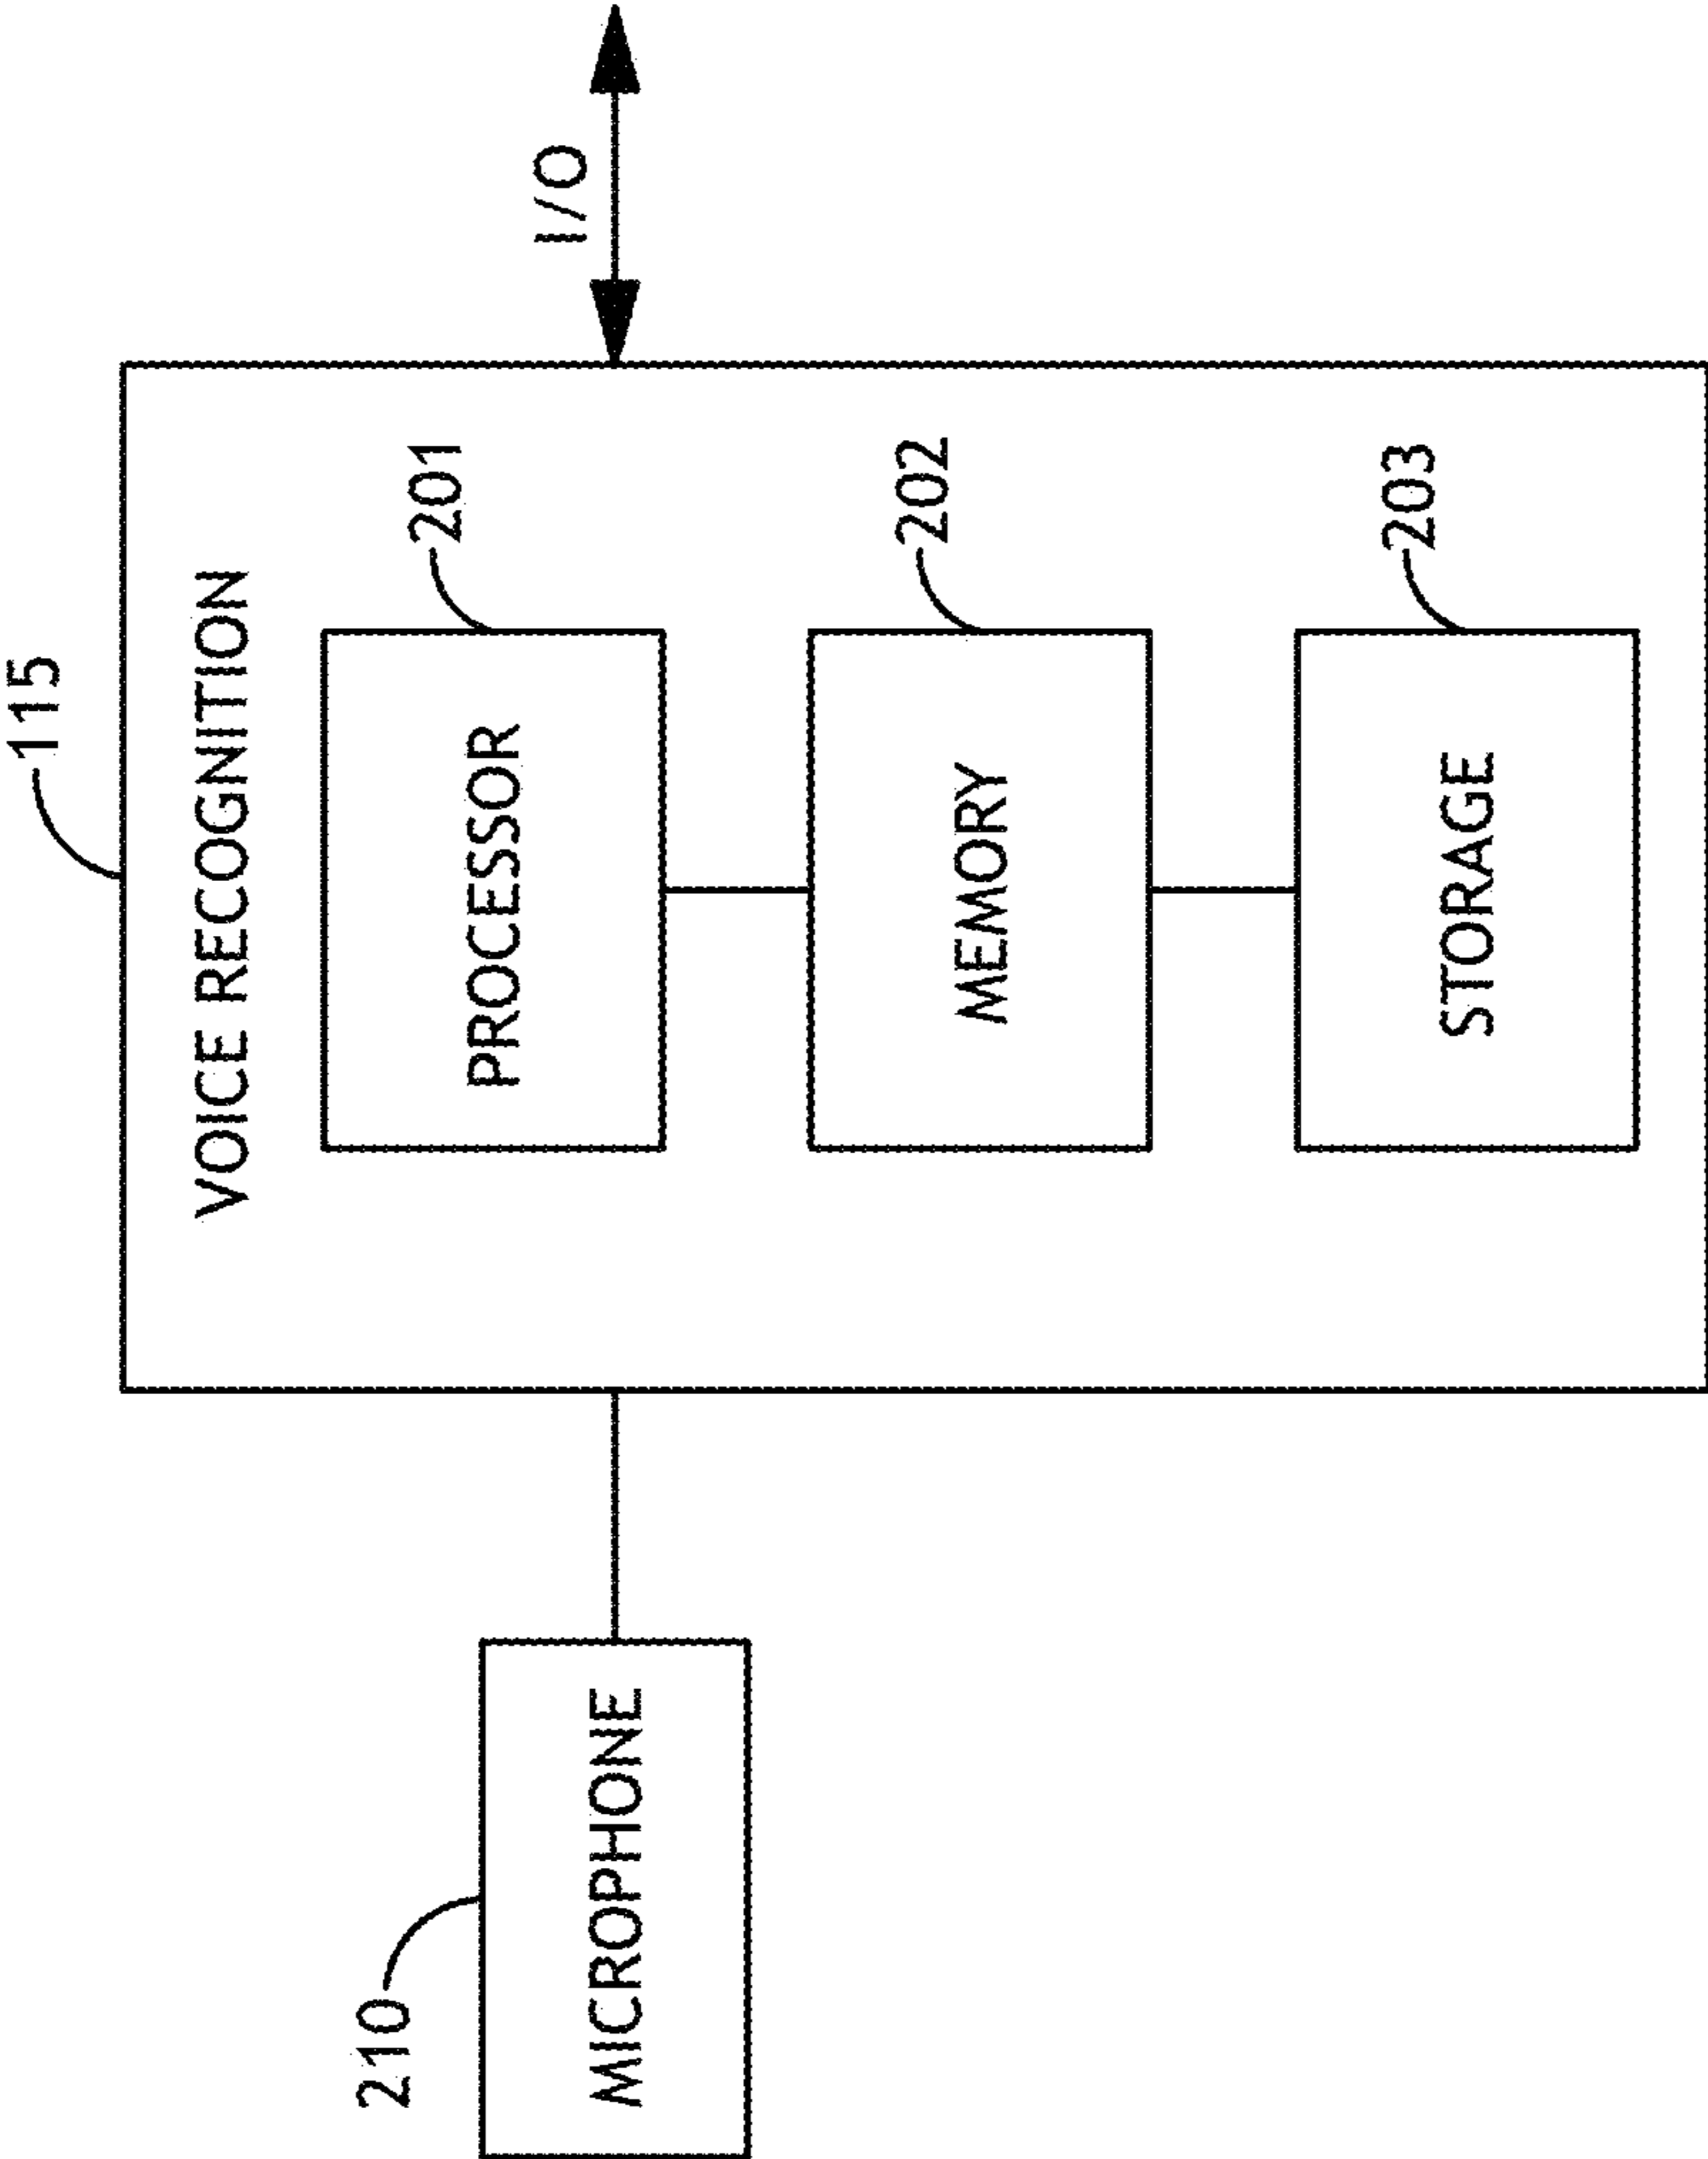 115
VOICE RECOGNITION
201
PROCESSOR
I/O
210
MICROPHONE
202
MEMORY
203
STORAGE